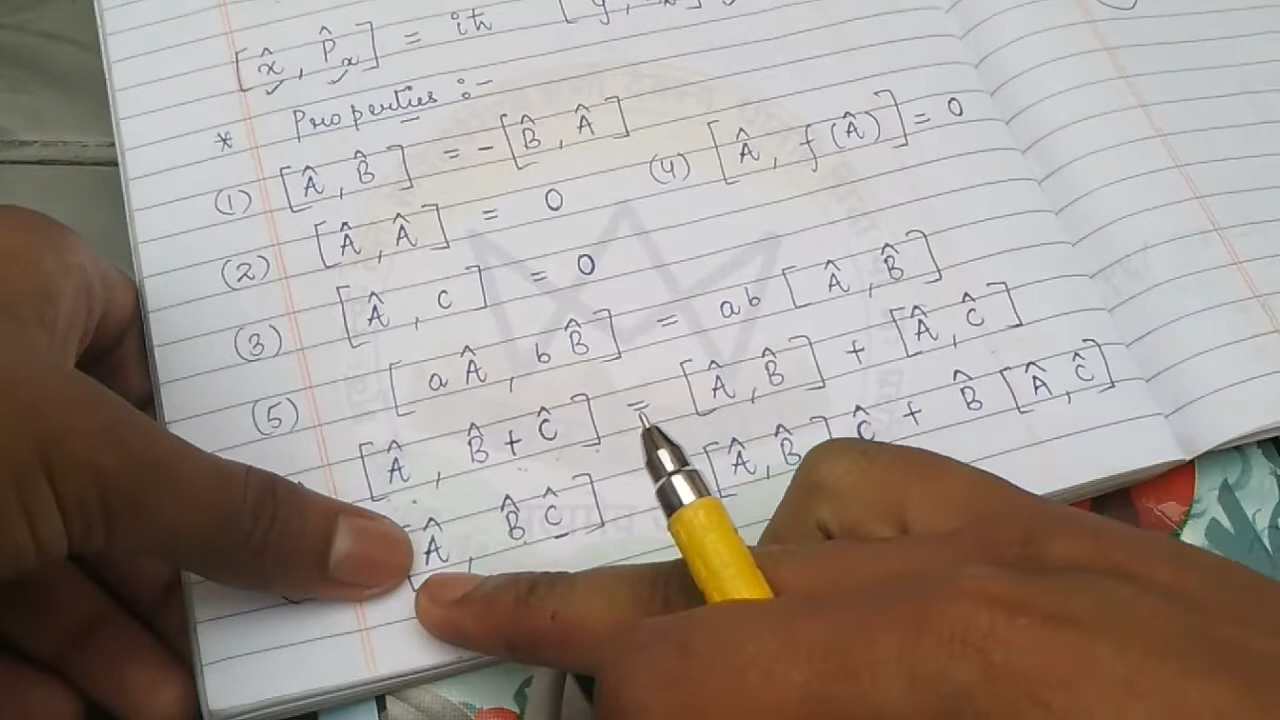 [x̂ , P̂x] = iħ [y ,
* Properties :-
(1) [Â , B̂] = - [B̂ , Â]
(2) [Â , Â] = 0 (4) [Â , f(Â)] = 0
(3) [Â , c] = 0
(5) [aÂ , bB̂] = ab [Â , B̂]
[Â , B̂ + Ĉ] = [Â , B̂] + [Â , Ĉ]
[Â , B̂Ĉ] [Â , B̂] Ĉ + B̂ [Â , Ĉ]